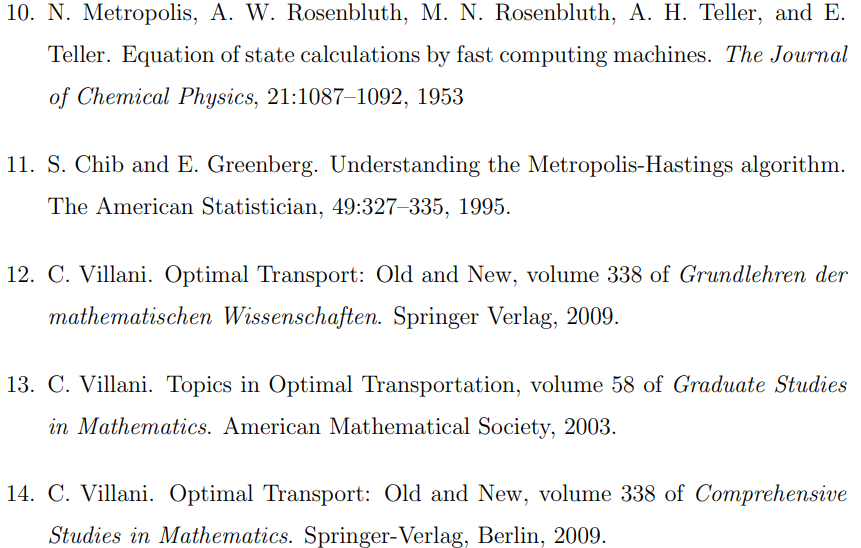 10. N. Metropolis, A. W. Rosenbluth, M. N. Rosenbluth, A. H. Teller, and E.
Teller. Equation of state calculations by fast computing machines. The Journal
of Chemical Physics, 21:1087–1092, 1953
11. S. Chib and E. Greenberg. Understanding the Metropolis-Hastings algorithm.
The American Statistician, 49:327–335, 1995.
12. C. Villani. Optimal Transport: Old and New, volume 338 of Grundlehren der
mathematischen Wissenschaften. Springer Verlag, 2009.
13. C. Villani. Topics in Optimal Transportation, volume 58 of Graduate Studies
in Mathematics. American Mathematical Society, 2003.
14. C. Villani. Optimal Transport: Old and New, volume 338 of Comprehensive
Studies in Mathematics. Springer-Verlag, Berlin, 2009.